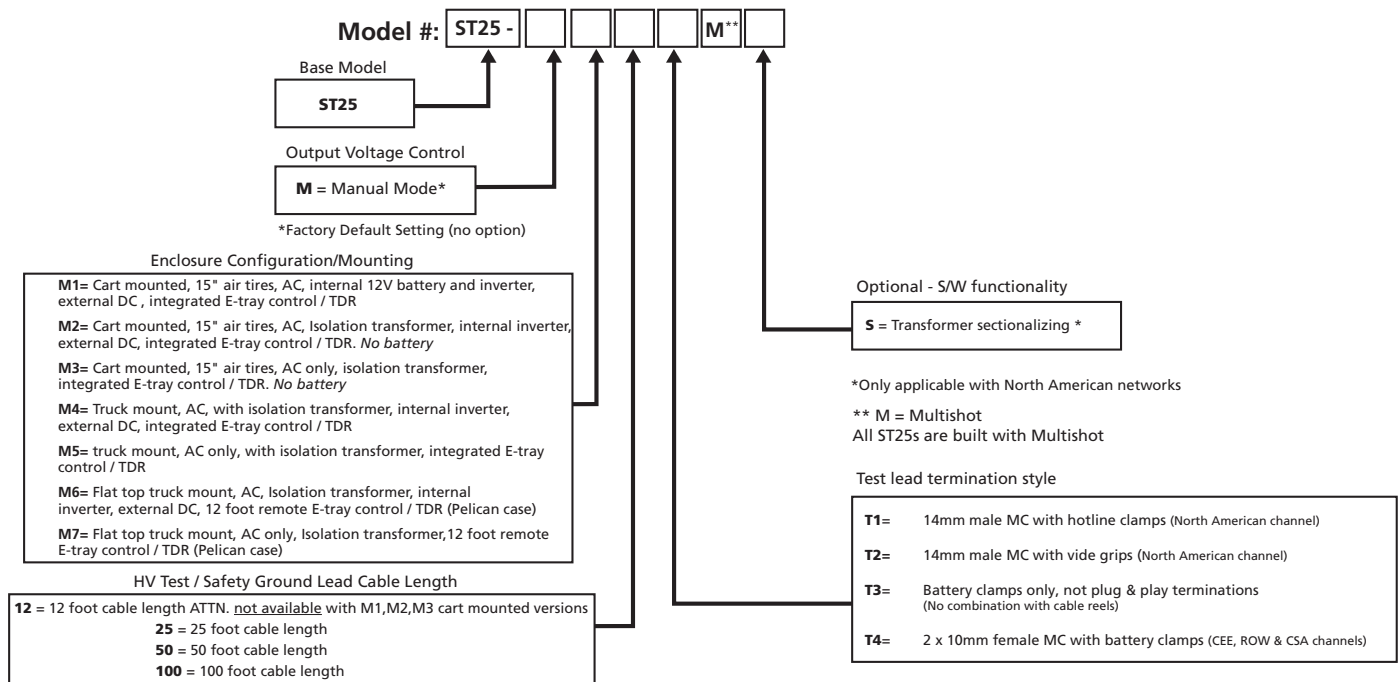 Model #: ST25 - M**
Base Model
ST25
Output Voltage Control
M = Manual Mode*
*Factory Default Setting (no option)
Enclosure Configuration/Mounting
M1= Cart mounted, 15" air tires, AC, internal 12V battery and inverter,
external DC , integrated E-tray control / TDR
M2= Cart mounted, 15" air tires, AC, Isolation transformer, internal inverter,
external DC, integrated E-tray control / TDR. No battery
M3= Cart mounted, 15" air tires, AC only, isolation transformer,
integrated E-tray control / TDR. No battery
M4= Truck mount, AC, with isolation transformer, internal inverter,
external DC, integrated E-tray control / TDR
M5= truck mount, AC only, with isolation transformer, integrated E-tray
control / TDR
M6= Flat top truck mount, AC, Isolation transformer, internal
inverter, external DC, 12 foot remote E-tray control / TDR (Pelican case)
M7= Flat top truck mount, AC only, Isolation transformer,12 foot remote
E-tray control / TDR (Pelican case)
HV Test / Safety Ground Lead Cable Length
12 = 12 foot cable length ATTN. not available with M1,M2,M3 cart mounted versions
25 = 25 foot cable length
50 = 50 foot cable length
100 = 100 foot cable length
Optional - S/W functionality
S = Transformer sectionalizing *
*Only applicable with North American networks
** M = Multishot
All ST25s are built with Multishot
Test lead termination style
T1= 14mm male MC with hotline clamps (North American channel)
T2= 14mm male MC with vide grips (North American channel)
T3= Battery clamps only, not plug & play terminations
(No combination with cable reels)
T4= 2 x 10mm female MC with battery clamps (CEE, ROW & CSA channels)